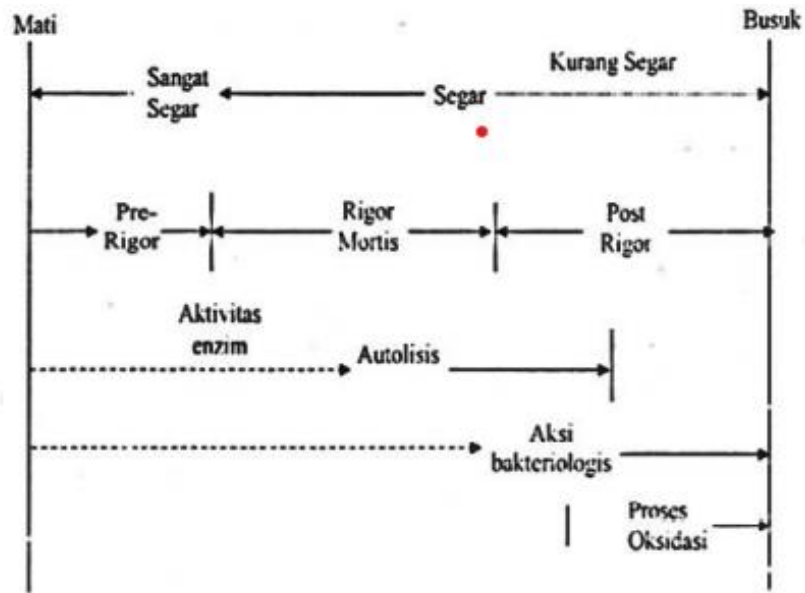 Mati
Busuk
Kurang Segar
Sangat
Segar
Segar
Pre-
Rigor
Rigor
Mortis
Post
Rigor
Aktivitas
enzim
Autolisis
Aksi
bakteriologis
Proses
Oksidasi